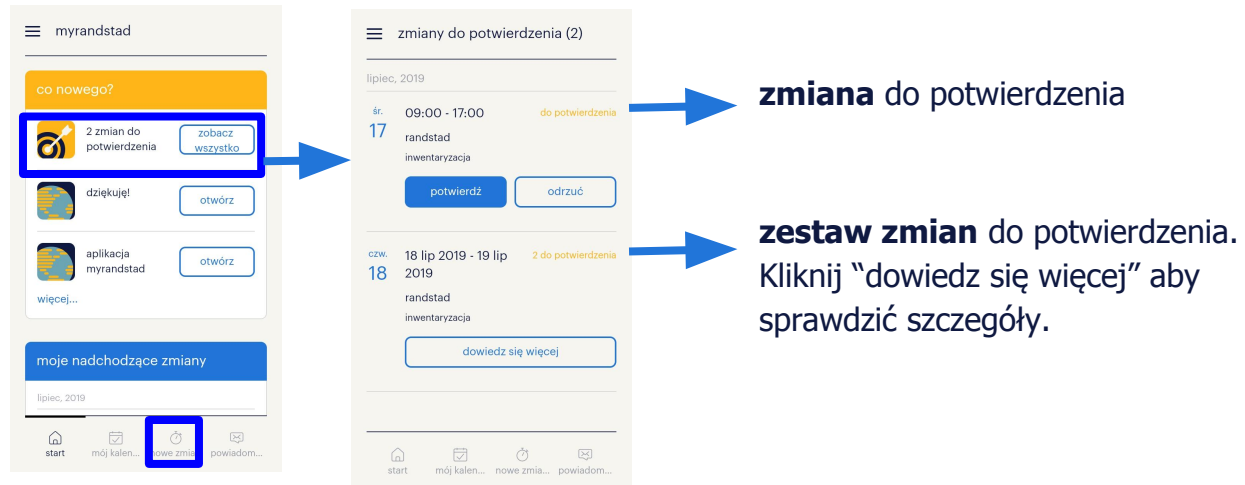 myrandstad
co nowego?
2 zmian do
potwierdzenia
zobacz
wszystko
dziękuję!
otwórz
aplikacja
myrandstad
otwórz
więcej...
moje nadchodzące zmiany
lipiec, 2019
start
mój kalen...
nowe zmia...
powiadom...
zmiany do potwierdzenia (2)
lipiec, 2019
śr.
17
09:00 - 17:00
do potwierdzenia
randstad
inwentaryzacja
potwierdź
odrzuć
czw.
18
18 lip 2019 - 19 lip
2019
2 do potwierdzenia
randstad
inwentaryzacja
dowiedz się więcej
start
mój kalen...
nowe zmia...
powiadom...
zmiana do potwierdzenia
zestaw zmian do potwierdzenia.
Kliknij “dowiedz się więcej” aby
sprawdzić szczegóły.